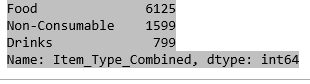 Food               6125
Non-Consumable     1599
Drinks              799
Name: Item_Type_Combined, dtype: int64